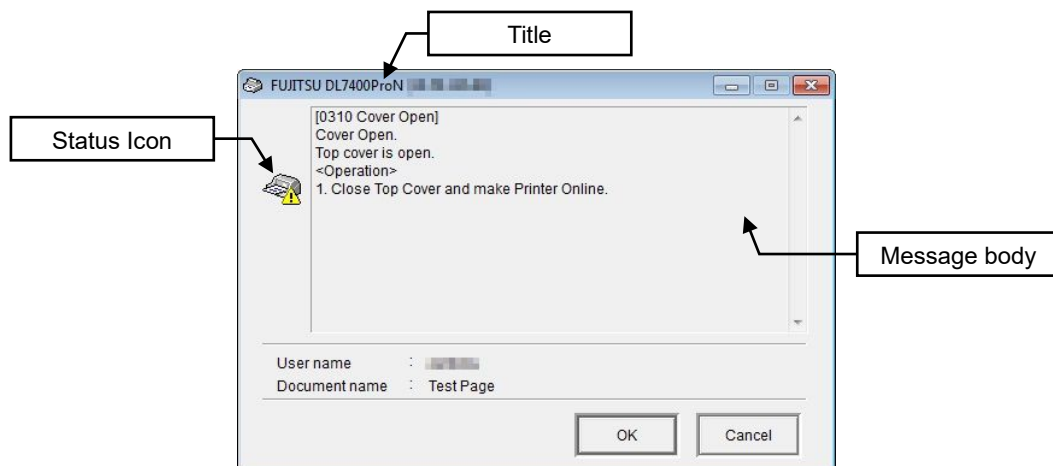 Title
FUJITSU DL7400ProN
[0310 Cover Open]
Cover Open.
Top cover is open.
<Operation>
1. Close Top Cover and make Printer Online.
Status Icon
Message body
User name :
Document name : Test Page
OK Cancel